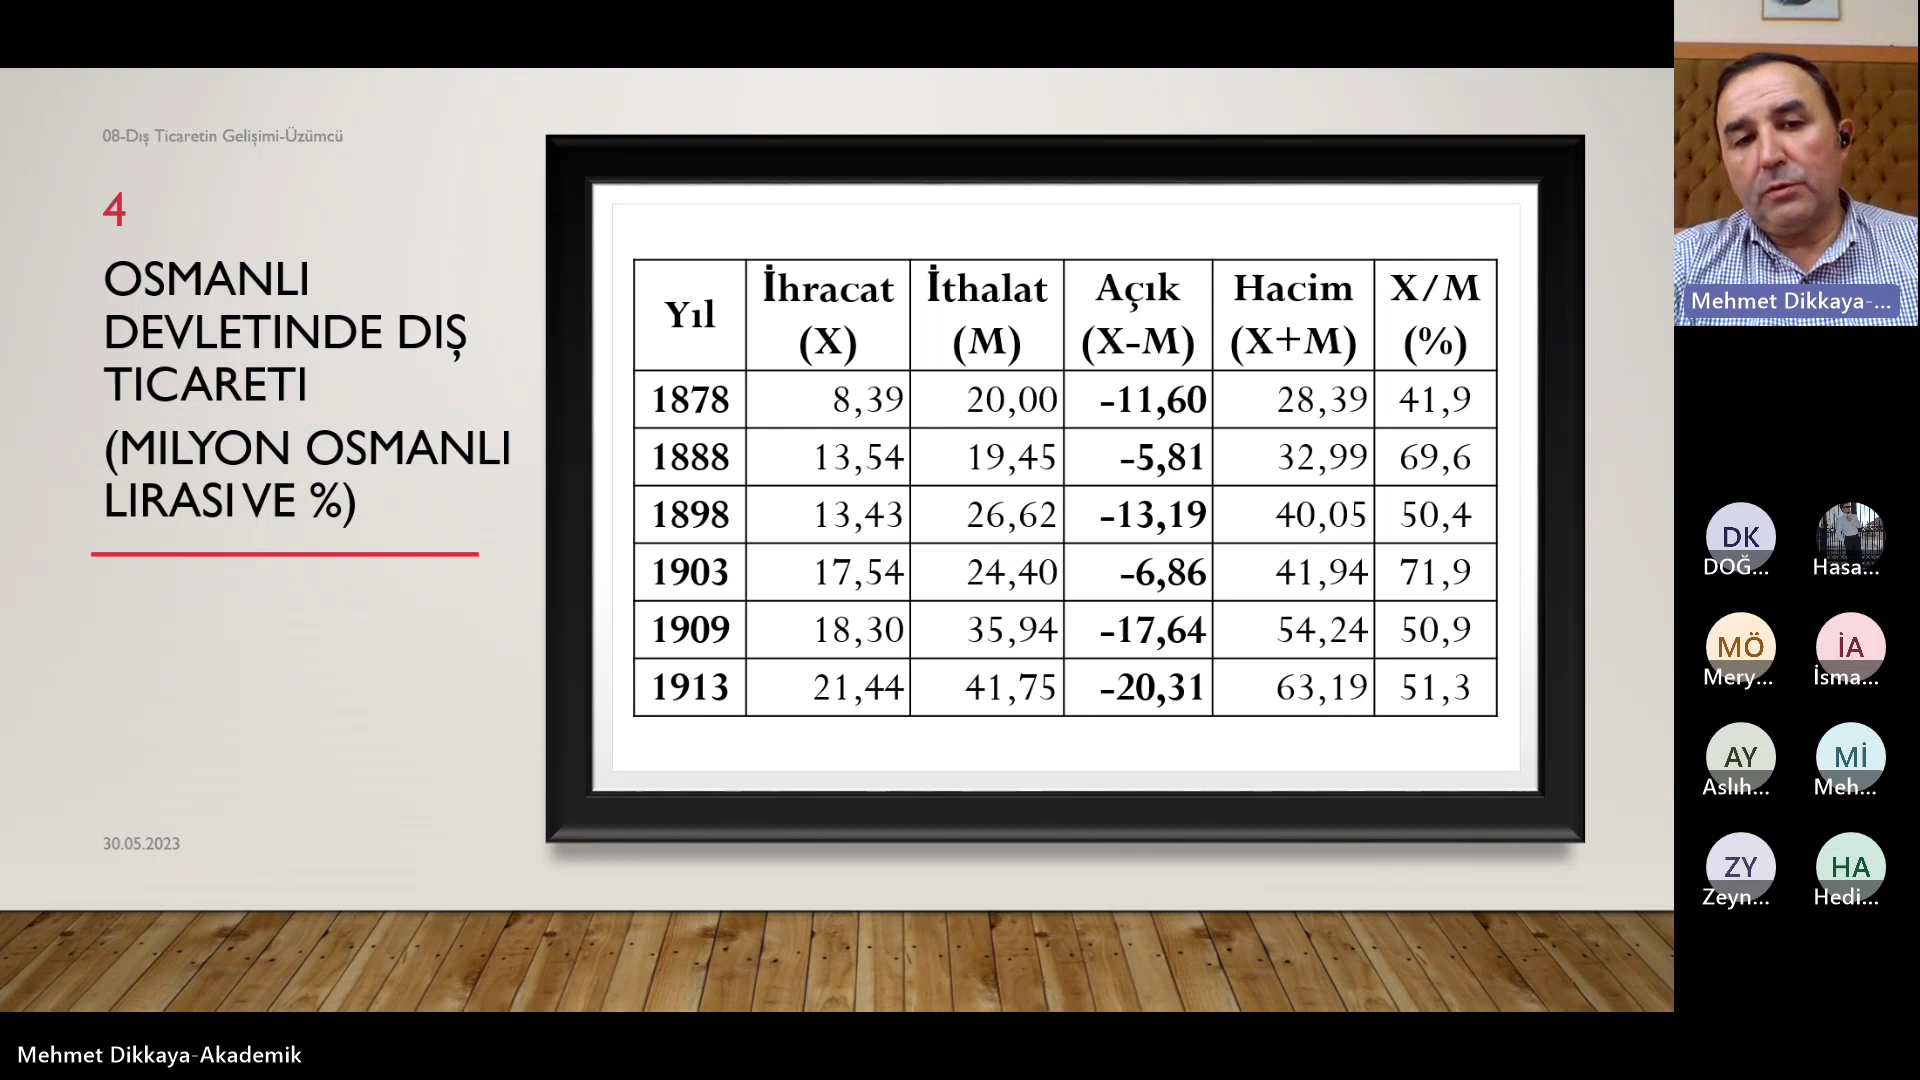 08-Dış Ticaretin Gelişimi-Üzümcü
4
OSMANLI
DEVLETINDE DIŞ
TICARETI
(MILYON OSMANLI
LIRASI VE %)
30.05.2023
Yıl İhracat (X) İthalat (M) Açık (X-M) Hacim (X+M) X/M (%)
1878 8,39 20,00 -11,60 28,39 41,9
1888 13,54 19,45 -5,81 32,99 69,6
1898 13,43 26,62 -13,19 40,05 50,4
1903 17,54 24,40 -6,86 41,94 71,9
1909 18,30 35,94 -17,64 54,24 50,9
1913 21,44 41,75 -20,31 63,19 51,3
Mehmet Dikkaya-...
DK
DOĞ...
Hasa...
MÖ
Mery...
İA
İsma...
AY
Aslıh...
Mİ
Meh...
ZY
Zeyn...
HA
Hedi...
Mehmet Dikkaya-Akademik